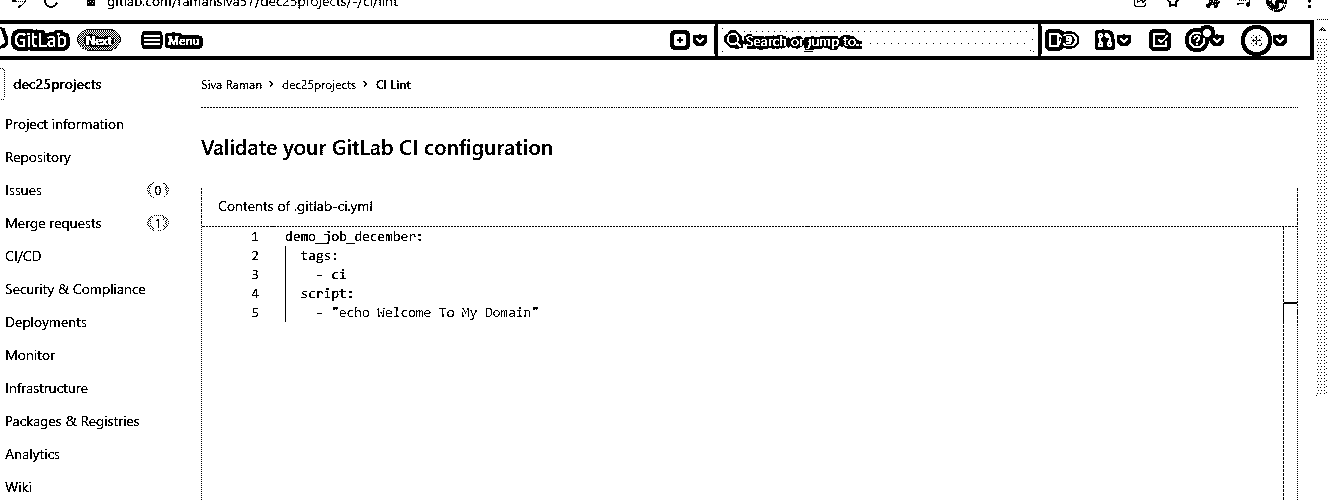 gitlab.com/ramansiva57/dec25projects/-/ci/lint
GitLab Next Menu Search or jump to...
dec25projects
Siva Raman > dec25projects > CI Lint
Project information
Validate your GitLab CI configuration
Repository
Issues 0
Contents of .gitlab-ci.yml
Merge requests 1
1 demo_job_december:
2 tags:
CI/CD
3 - ci
Security & Compliance
4 script:
5 - "echo Welcome To My Domain"
Deployments
Monitor
Infrastructure
Packages & Registries
Analytics
Wiki